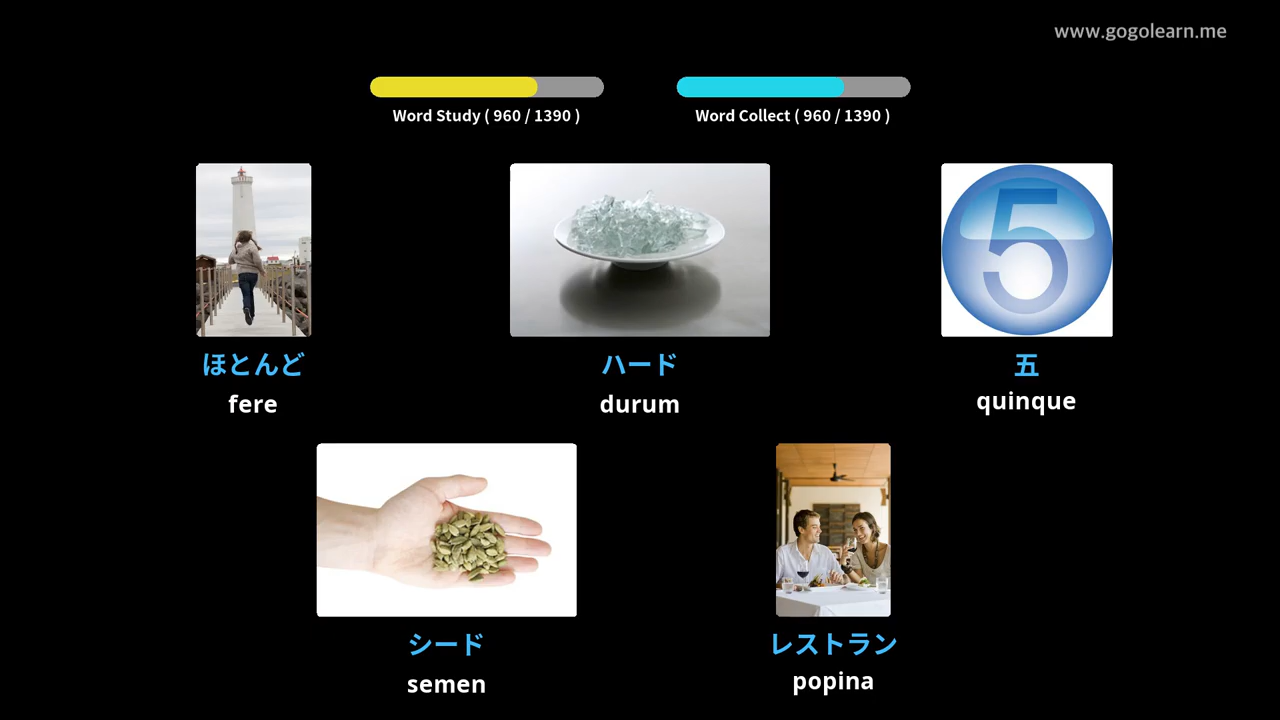 www.gogolearn.me
Word Study ( 960 / 1390 )
Word Collect ( 960 / 1390 )
5
ほとんど
fere
ハード
durum
五
quinque
シード
semen
レストラン
popina